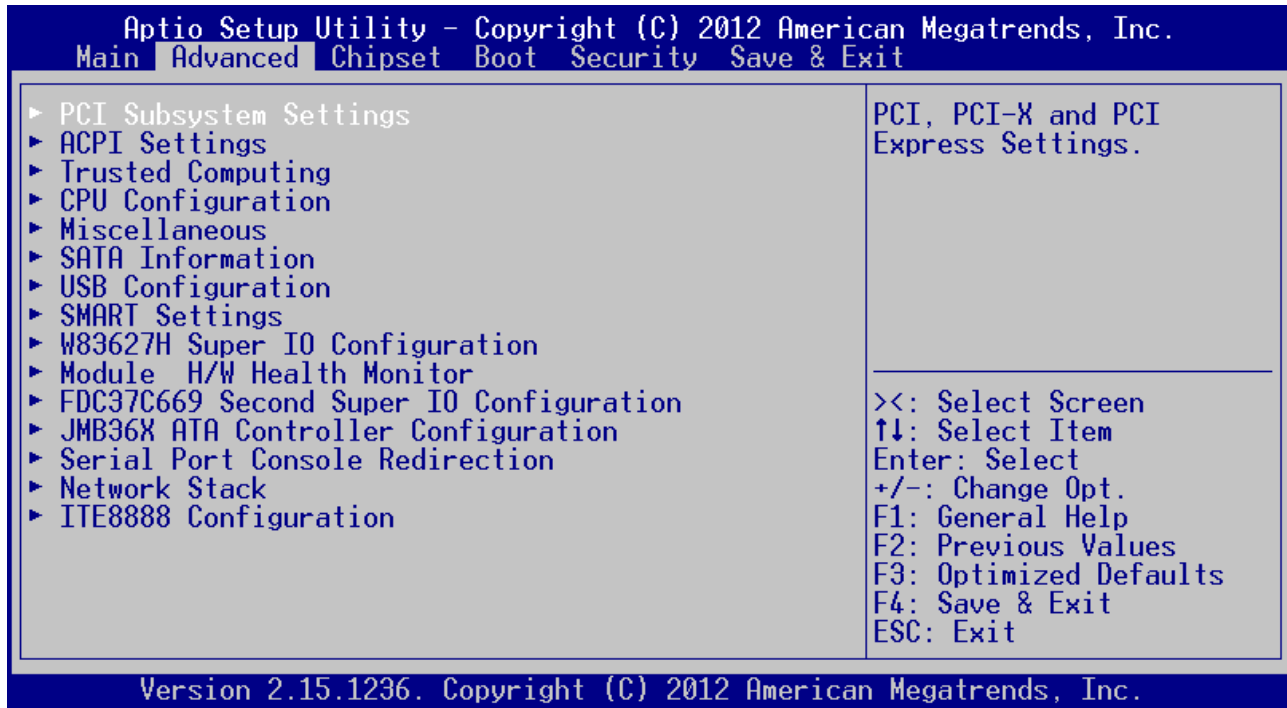 Aptio Setup Utility - Copyright (C) 2012 American Megatrends, Inc.
Main Advanced Chipset Boot Security Save & Exit
► PCI Subsystem Settings
► ACPI Settings
► Trusted Computing
► CPU Configuration
► Miscellaneous
► SATA Information
► USB Configuration
► SMART Settings
► W83627H Super IO Configuration
► Module H/W Health Monitor
► FDC37C669 Second Super IO Configuration
► JMB36X ATA Controller Configuration
► Serial Port Console Redirection
► Network Stack
► ITE8888 Configuration
PCI, PCI-X and PCI
Express Settings.
><: Select Screen
↑↓: Select Item
Enter: Select
+/-: Change Opt.
F1: General Help
F2: Previous Values
F3: Optimized Defaults
F4: Save & Exit
ESC: Exit
Version 2.15.1236. Copyright (C) 2012 American Megatrends, Inc.